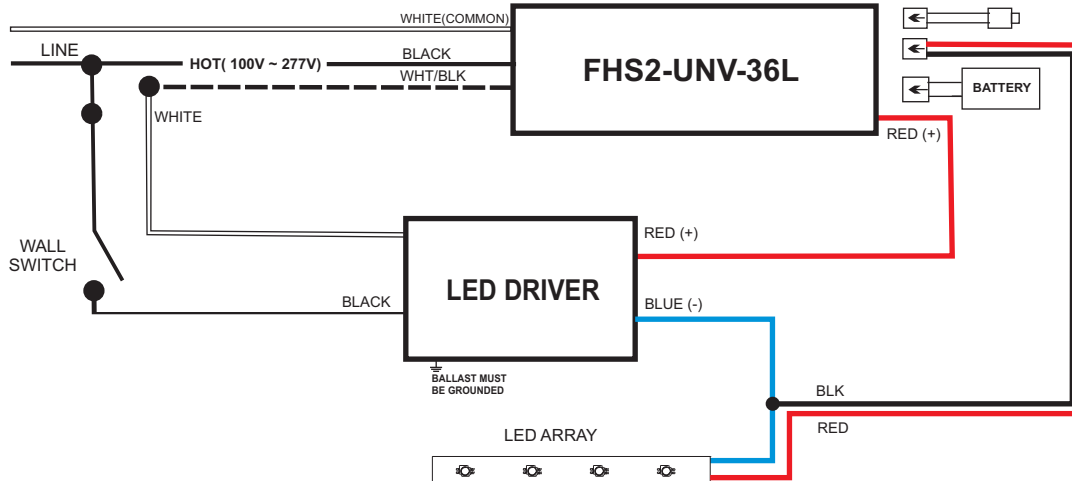 WHITE(COMMON)
LINE
HOT( 100V ~ 277V)
BLACK
WHT/BLK
FHS2-UNV-36L
BATTERY
WHITE
RED (+)
WALL
SWITCH
RED (+)
LED DRIVER
BLACK
BLUE (-)
BALLAST MUST
BE GROUNDED
BLK
RED
LED ARRAY